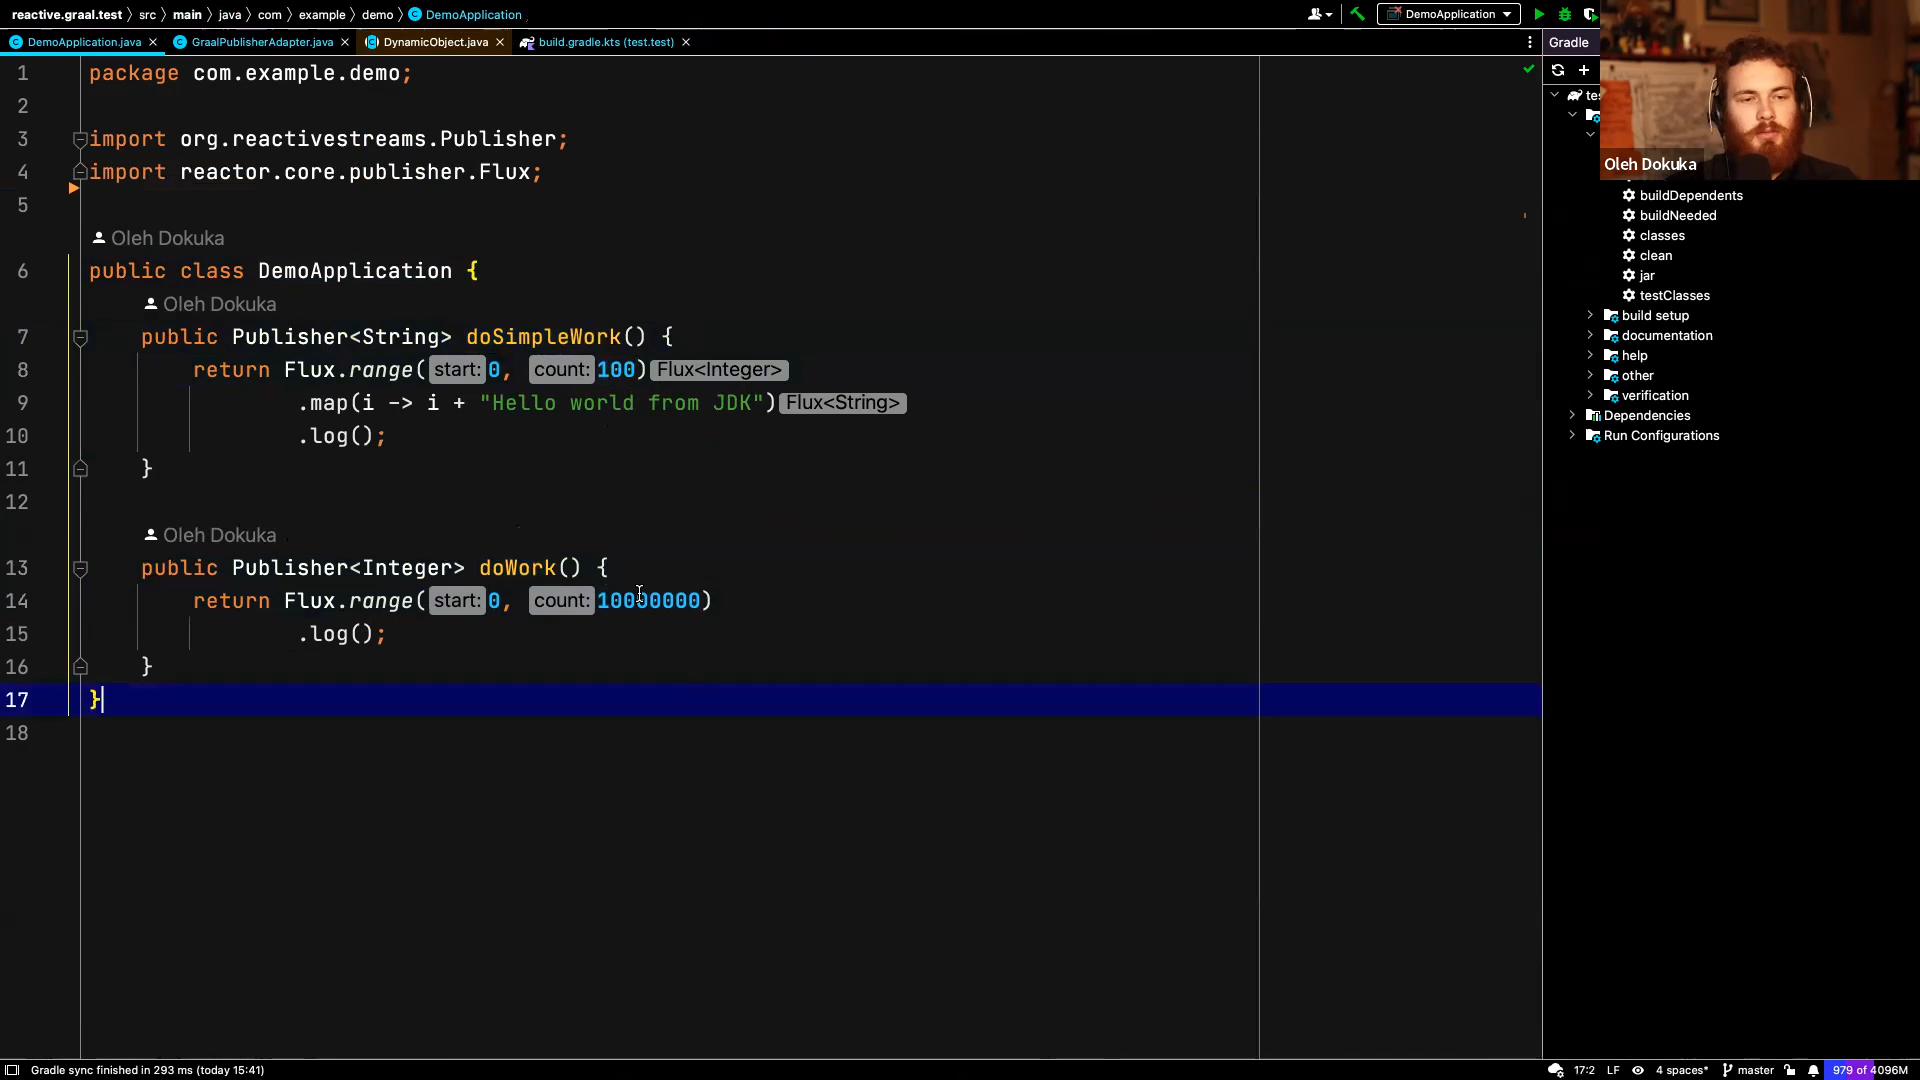 reactive.graal.test › src › main › java › com › example › demo › DemoApplication
DemoApplication
DemoApplication.java
GraalPublisherAdapter.java
DynamicObject.java
build.gradle.kts (test.test)
Gradle
1 package com.example.demo;
2
3 import org.reactivestreams.Publisher;
4 import reactor.core.publisher.Flux;
5
Oleh Dokuka
6 public class DemoApplication {
Oleh Dokuka
7 public Publisher<String> doSimpleWork() {
8 return Flux.range( start: 0, count: 100) Flux<Integer>
9 .map(i -> i + "Hello world from JDK") Flux<String>
10 .log();
11 }
12
Oleh Dokuka
13 public Publisher<Integer> doWork() {
14 return Flux.range( start: 0, count: 10000000)
15 .log();
16 }
17 }
18
Oleh Dokuka
buildDependents
buildNeeded
classes
clean
jar
testClasses
build setup
documentation
help
other
verification
Dependencies
Run Configurations
Gradle sync finished in 293 ms (today 15:41)
17:2 LF 4 spaces* master 979 of 4096M